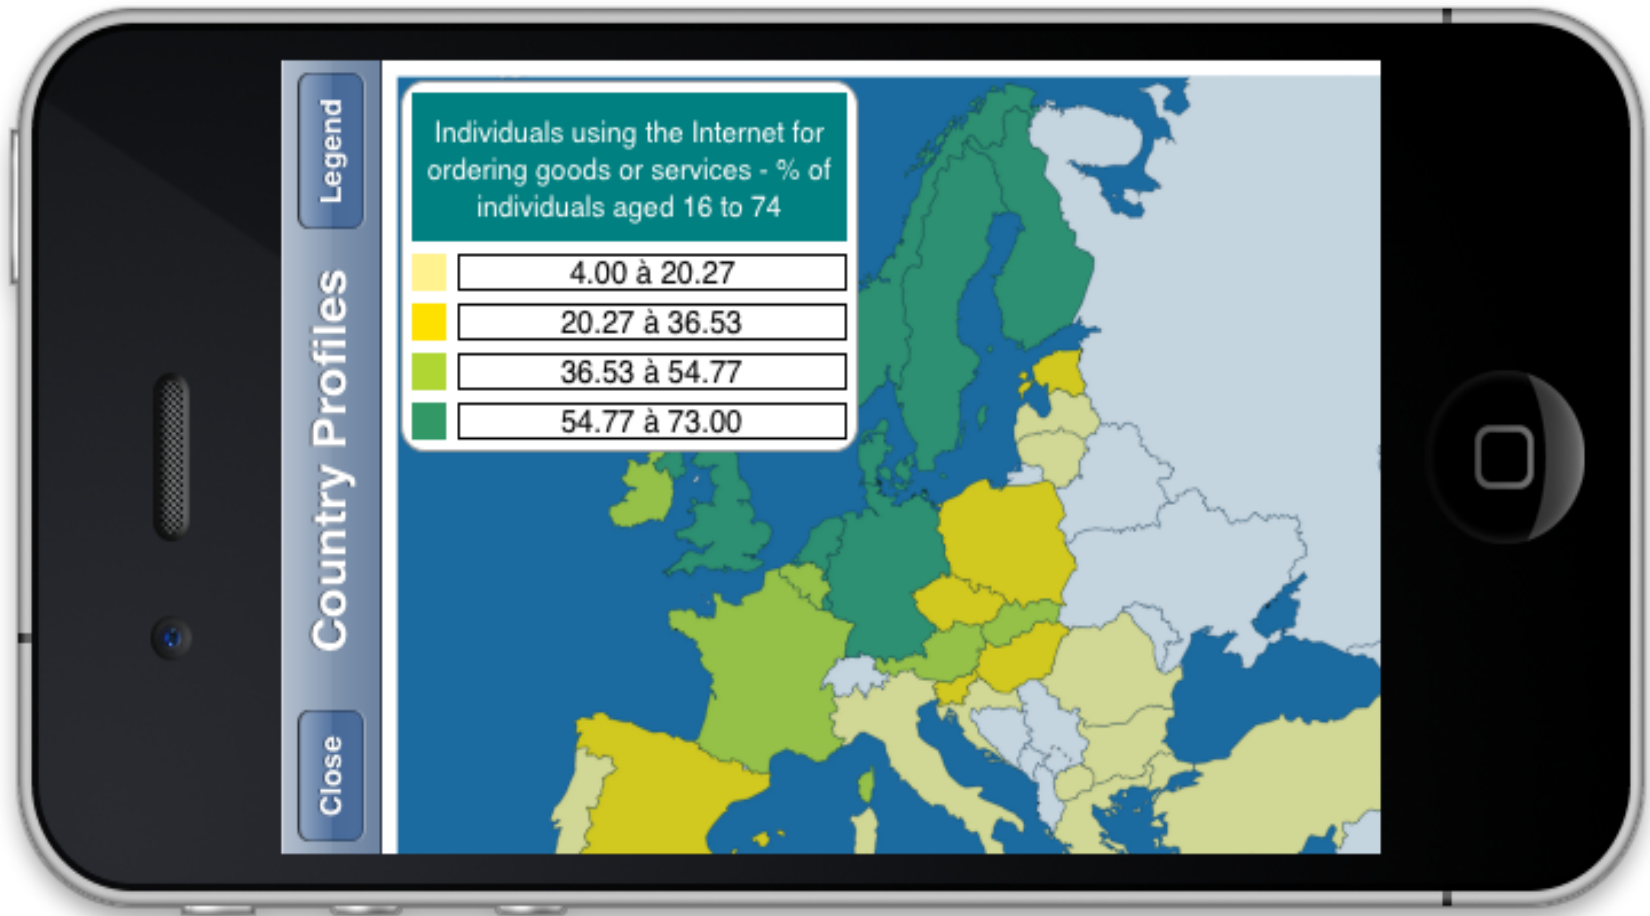 Legend
Country Profiles
Close
Individuals using the Internet for
ordering goods or services - % of
individuals aged 16 to 74
4.00 à 20.27
20.27 à 36.53
36.53 à 54.77
54.77 à 73.00